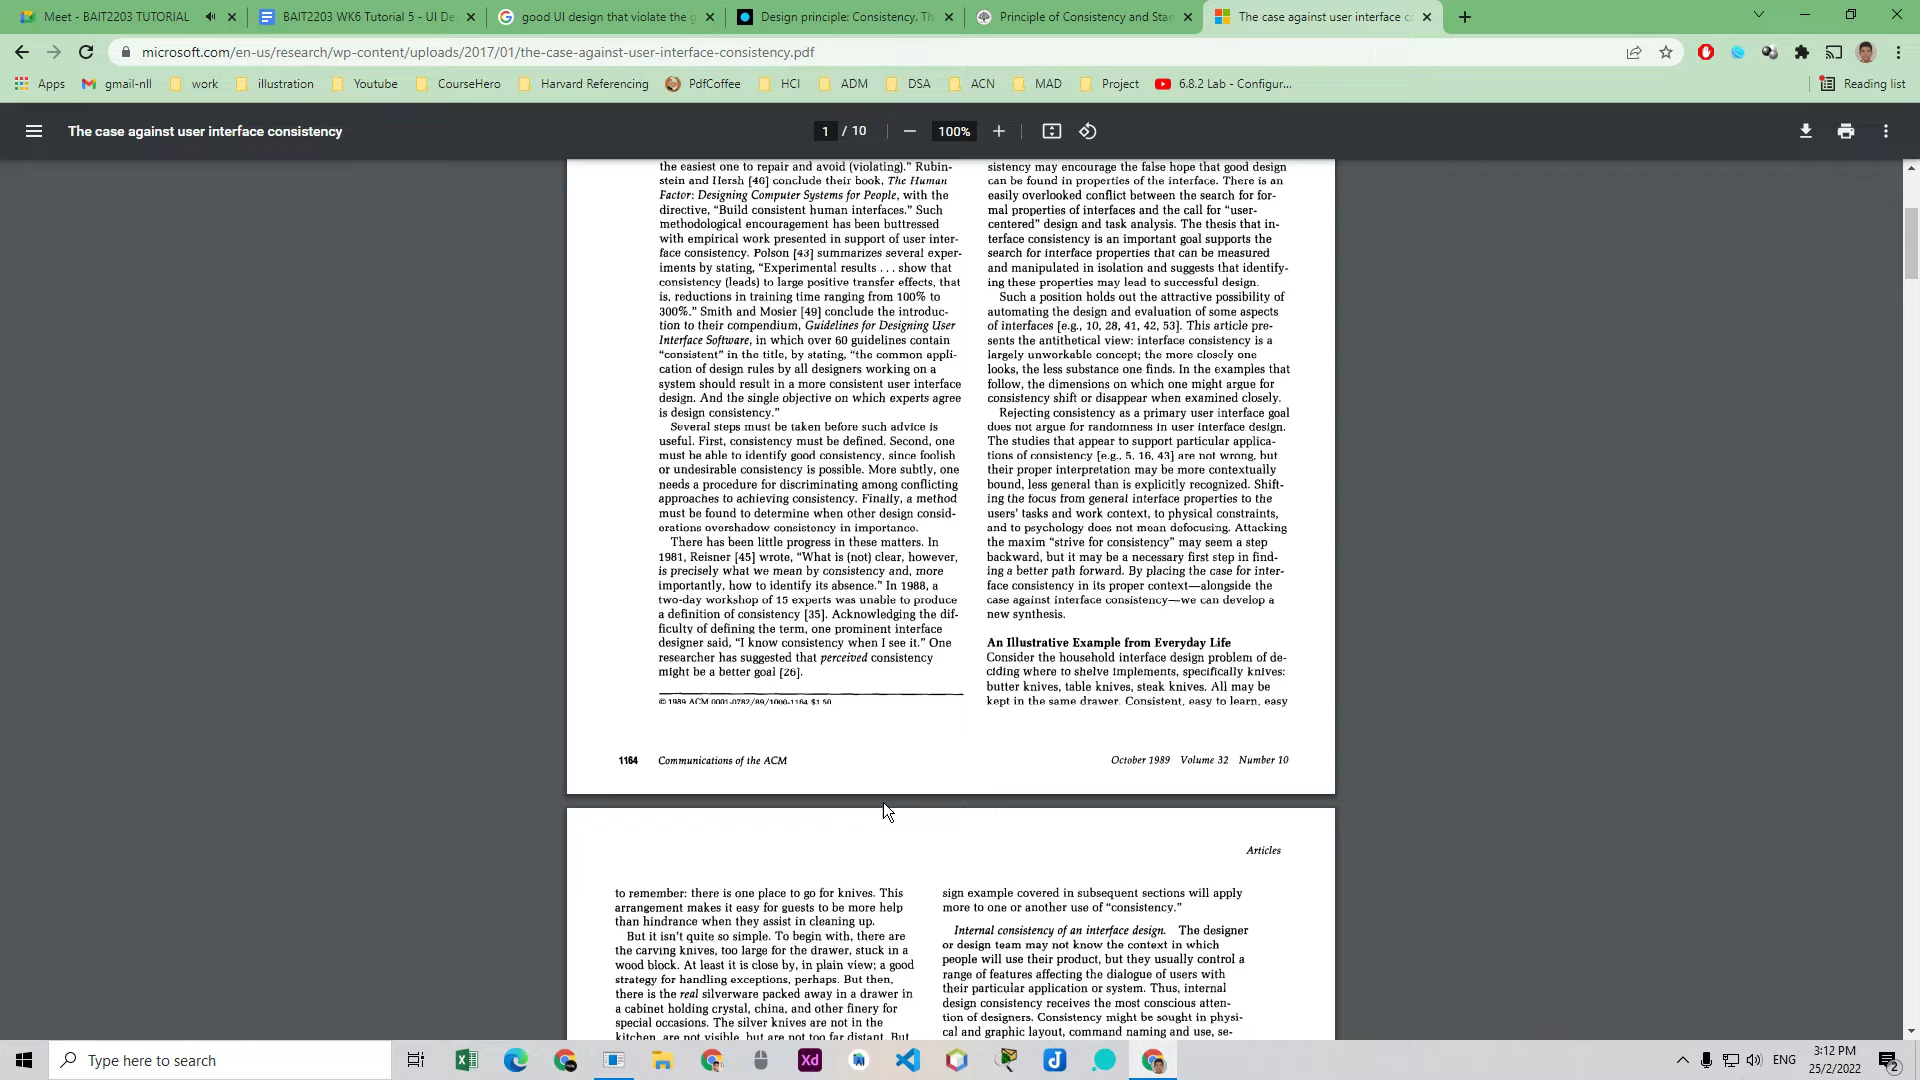 Meet - BAIT2203 TUTORIAL
BAIT2203 WK6 Tutorial 5 - UI De
good UI design that violate the g
Design principle: Consistency. Th
Principle of Consistency and Stan
The case against user interface co
microsoft.com/en-us/research/wp-content/uploads/2017/01/the-case-against-user-interface-consistency.pdf
Apps
gmail-nll
work
illustration
Youtube
CourseHero
Harvard Referencing
PdfCoffee
HCI
ADM
DSA
ACN
MAD
Project
6.8.2 Lab - Configur...
Reading list
The case against user interface consistency
1 / 10
100%
the easiest one to repair and avoid (violating)." Rubin-
stein and Hersh [46] conclude their book, The Human
Factor: Designing Computer Systems for People, with the
directive, "Build consistent human interfaces." Such
methodological encouragement has been buttressed
with empirical work presented in support of user inter-
face consistency. Polson [43] summarizes several exper-
iments by stating, "Experimental results . . . show that
consistency (leads) to large positive transfer effects, that
is, reductions in training time ranging from 100% to
300%." Smith and Mosier [49] conclude the introduc-
tion to their compendium, Guidelines for Designing User
Interface Software, in which over 60 guidelines contain
"consistent" in the title, by stating, "the common appli-
cation of design rules by all designers working on a
system should result in a more consistent user interface
design. And the single objective on which experts agree
is design consistency."
Several steps must be taken before such advice is
useful. First, consistency must be defined. Second, one
must be able to identify good consistency, since foolish
or undesirable consistency is possible. More subtly, one
needs a procedure for discriminating among conflicting
approaches to achieving consistency. Finally, a method
must be found to determine when other design consid-
erations overshadow consistency in importance.
There has been little progress in these matters. In
1981, Reisner [45] wrote, "What is (not) clear, however,
is precisely what we mean by consistency and, more
importantly, how to identify its absence." In 1988, a
two-day workshop of 15 experts was unable to produce
a definition of consistency [35]. Acknowledging the dif-
ficulty of defining the term, one prominent interface
designer said, "I know consistency when I see it." One
researcher has suggested that perceived consistency
might be a better goal [26].
© 1989 ACM 0001-0782/89/1000-1164 $1.50
sistency may encourage the false hope that good design
can be found in properties of the interface. There is an
easily overlooked conflict between the search for for-
mal properties of interfaces and the call for "user-
centered" design and task analysis. The thesis that in-
terface consistency is an important goal supports the
search for interface properties that can be measured
and manipulated in isolation and suggests that identify-
ing these properties may lead to successful design.
Such a position holds out the attractive possibility of
automating the design and evaluation of some aspects
of interfaces [e.g., 10, 28, 41, 42, 53]. This article pre-
sents the antithetical view: interface consistency is a
largely unworkable concept; the more closely one
looks, the less substance one finds. In the examples that
follow, the dimensions on which one might argue for
consistency shift or disappear when examined closely.
Rejecting consistency as a primary user interface goal
does not argue for randomness in user interface design.
The studies that appear to support particular applica-
tions of consistency [e.g., 5, 16, 43] are not wrong, but
their proper interpretation may be more contextually
bound, less general than is explicitly recognized. Shift-
ing the focus from general interface properties to the
users' tasks and work context, to physical constraints,
and to psychology does not mean defocusing. Attacking
the maxim "strive for consistency" may seem a step
backward, but it may be a necessary first step in find-
ing a better path forward. By placing the case for inter-
face consistency in its proper context—alongside the
case against interface consistency—we can develop a
new synthesis.
An Illustrative Example from Everyday Life
Consider the household interface design problem of de-
ciding where to shelve implements, specifically knives:
butter knives, table knives, steak knives. All may be
kept in the same drawer. Consistent, easy to learn, easy
1164 Communications of the ACM
October 1989 Volume 32 Number 10
Articles
to remember: there is one place to go for knives. This
arrangement makes it easy for guests to be more help
than hindrance when they assist in cleaning up.
But it isn't quite so simple. To begin with, there are
the carving knives, too large for the drawer, stuck in a
wood block. At least it is close by, in plain view; a good
strategy for handling exceptions, perhaps. But then,
there is the real silverware packed away in a drawer in
a cabinet holding crystal, china, and other finery for
special occasions. The silver knives are not in the
kitchen, are not visible, but are not too far distant. But
sign example covered in subsequent sections will apply
more to one or another use of "consistency."
Internal consistency of an interface design. The designer
or design team may not know the context in which
people will use their product, but they usually control a
range of features affecting the dialogue of users with
their particular application or system. Thus, internal
design consistency receives the most conscious atten-
tion of designers. Consistency might be sought in physi-
cal and graphic layout, command naming and use, se-
Type here to search
Xd
ENG
3:12 PM
25/2/2022
2